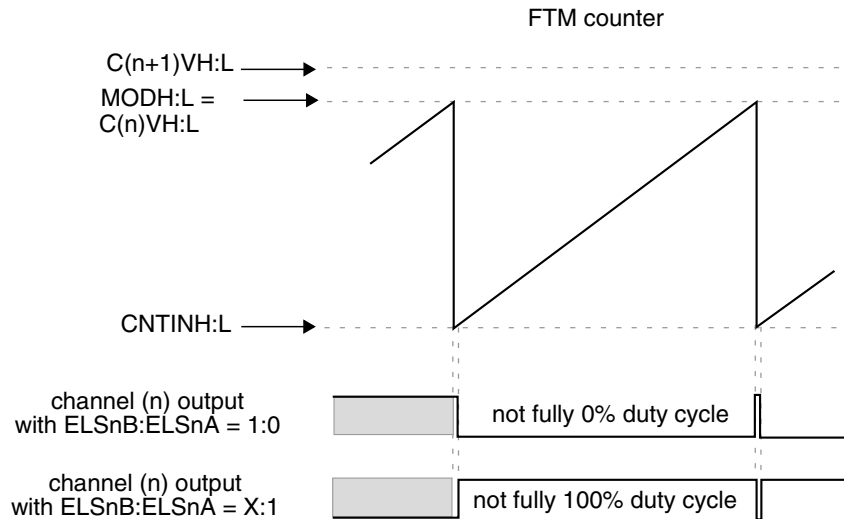 FTM counter
C(n+1)VH:L
MODH:L =
C(n)VH:L
CNTINH:L
channel (n) output
with ELSnB:ELSnA = 1:0
not fully 0% duty cycle
channel (n) output
with ELSnB:ELSnA = X:1
not fully 100% duty cycle